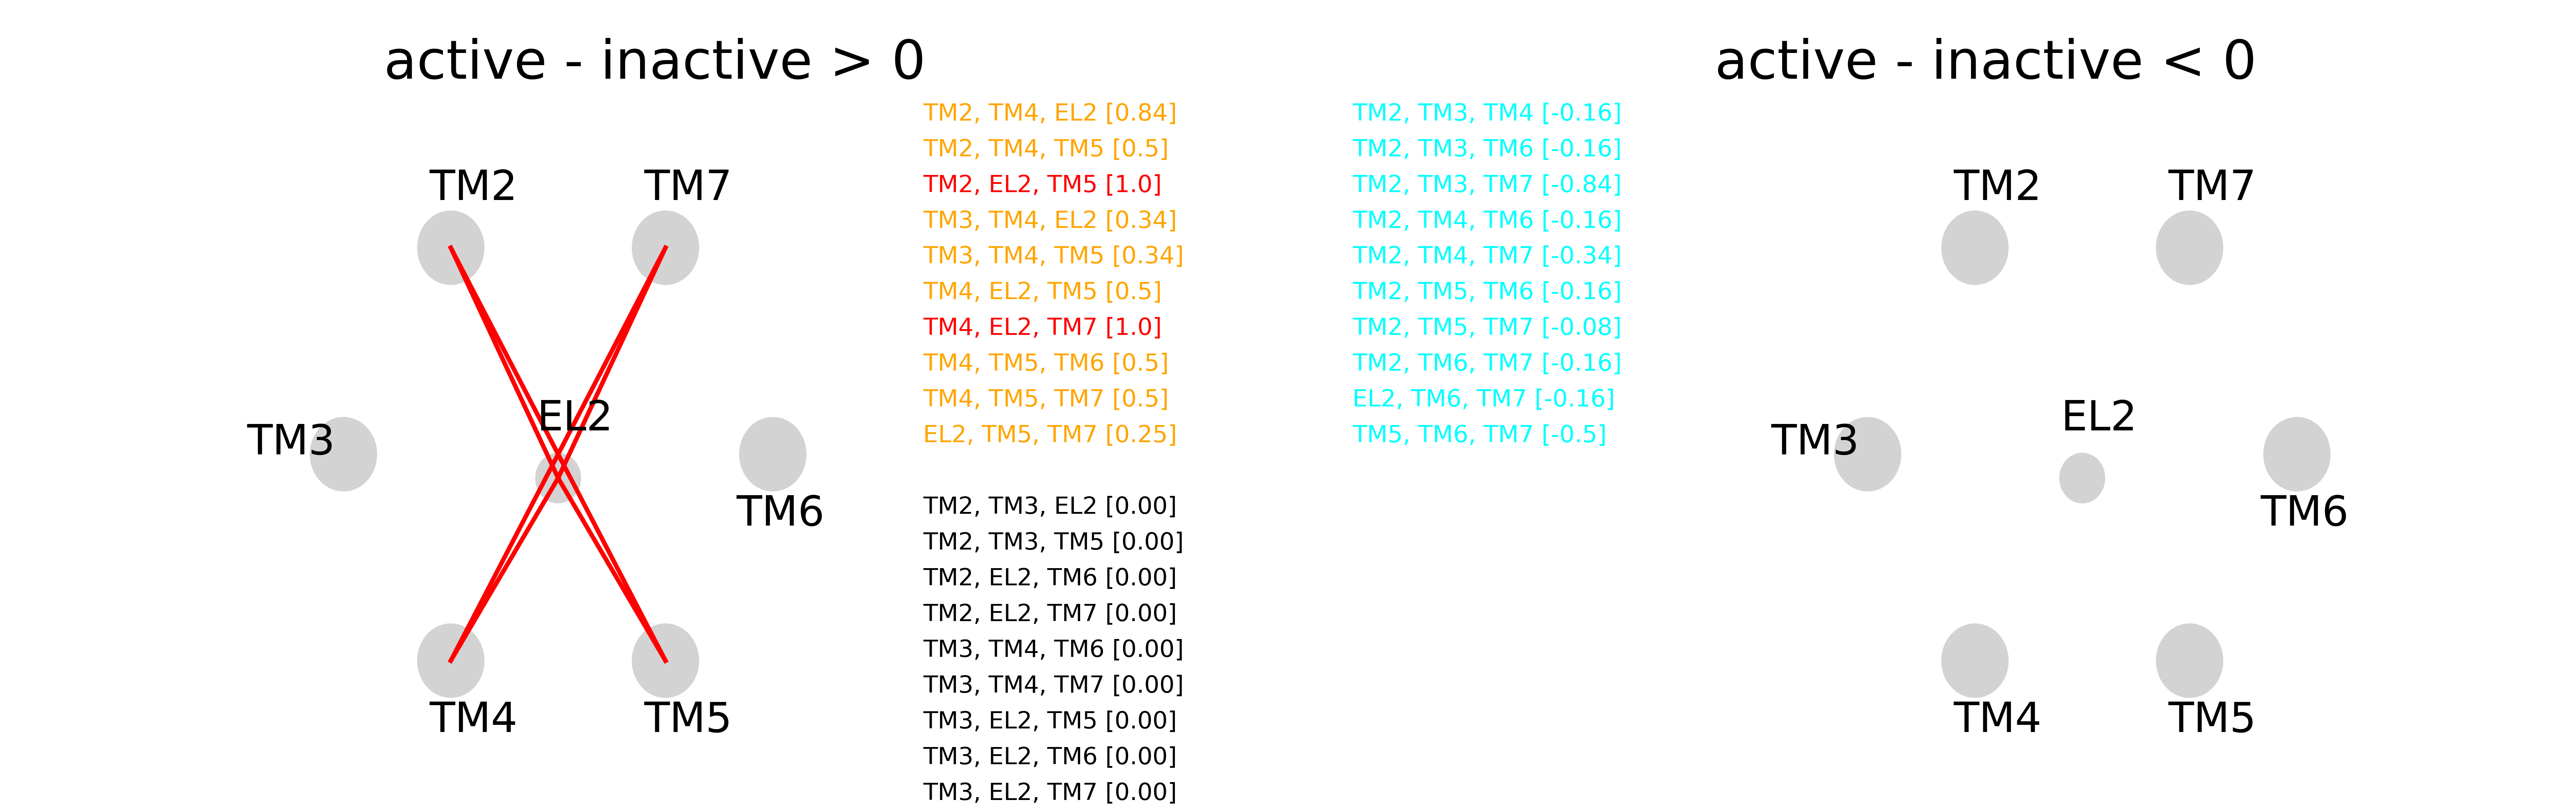 active - inactive > 0
active - inactive < 0
TM2
TM7
TM3
EL2
TM6
TM4
TM5
TM2, TM4, EL2 [0.84]
TM2, TM4, TM5 [0.5]
TM2, EL2, TM5 [1.0]
TM3, TM4, EL2 [0.34]
TM3, TM4, TM5 [0.34]
TM4, EL2, TM5 [0.5]
TM4, EL2, TM7 [1.0]
TM4, TM5, TM6 [0.5]
TM4, TM5, TM7 [0.5]
EL2, TM5, TM7 [0.25]
TM2, TM3, EL2 [0.00]
TM2, TM3, TM5 [0.00]
TM2, EL2, TM6 [0.00]
TM2, EL2, TM7 [0.00]
TM3, TM4, TM6 [0.00]
TM3, TM4, TM7 [0.00]
TM3, EL2, TM5 [0.00]
TM3, EL2, TM6 [0.00]
TM3, EL2, TM7 [0.00]
TM2, TM3, TM4 [-0.16]
TM2, TM3, TM6 [-0.16]
TM2, TM3, TM7 [-0.84]
TM2, TM4, TM6 [-0.16]
TM2, TM4, TM7 [-0.34]
TM2, TM5, TM6 [-0.16]
TM2, TM5, TM7 [-0.08]
TM2, TM6, TM7 [-0.16]
EL2, TM6, TM7 [-0.16]
TM5, TM6, TM7 [-0.5]
TM2
TM7
TM3
EL2
TM6
TM4
TM5